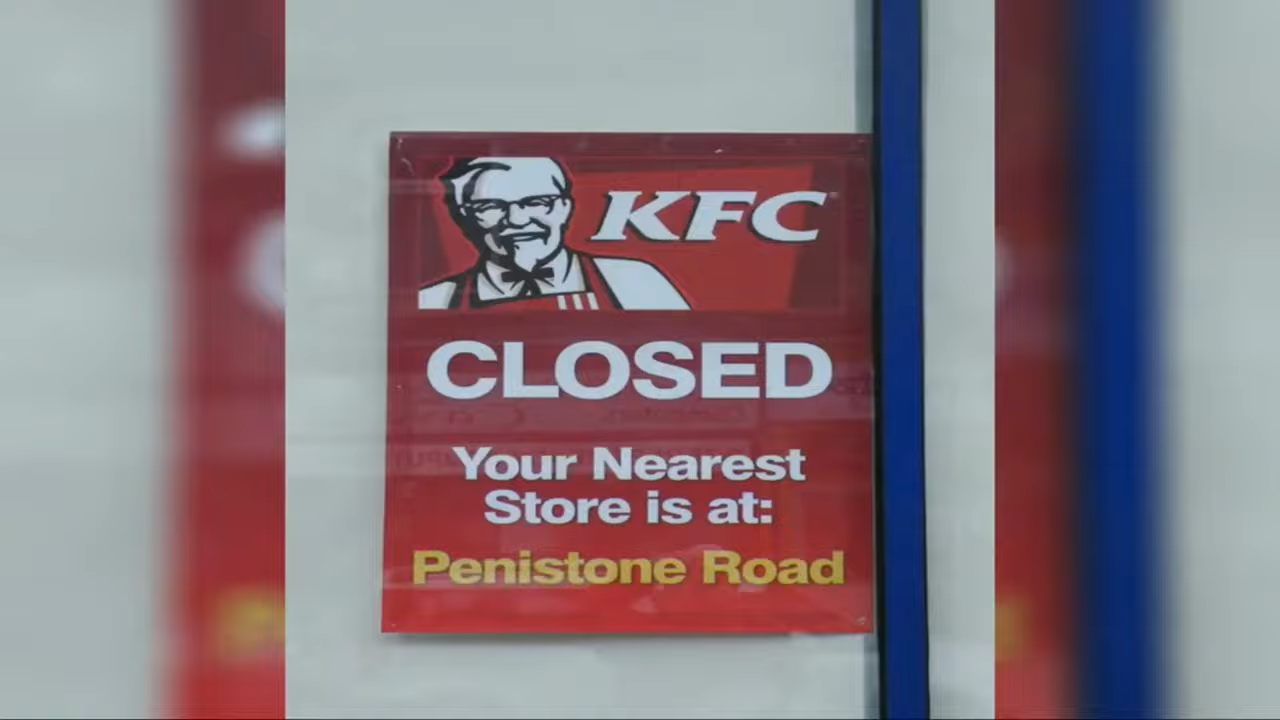 KFC
CLOSED
Your Nearest
Store is at:
Penistone Road